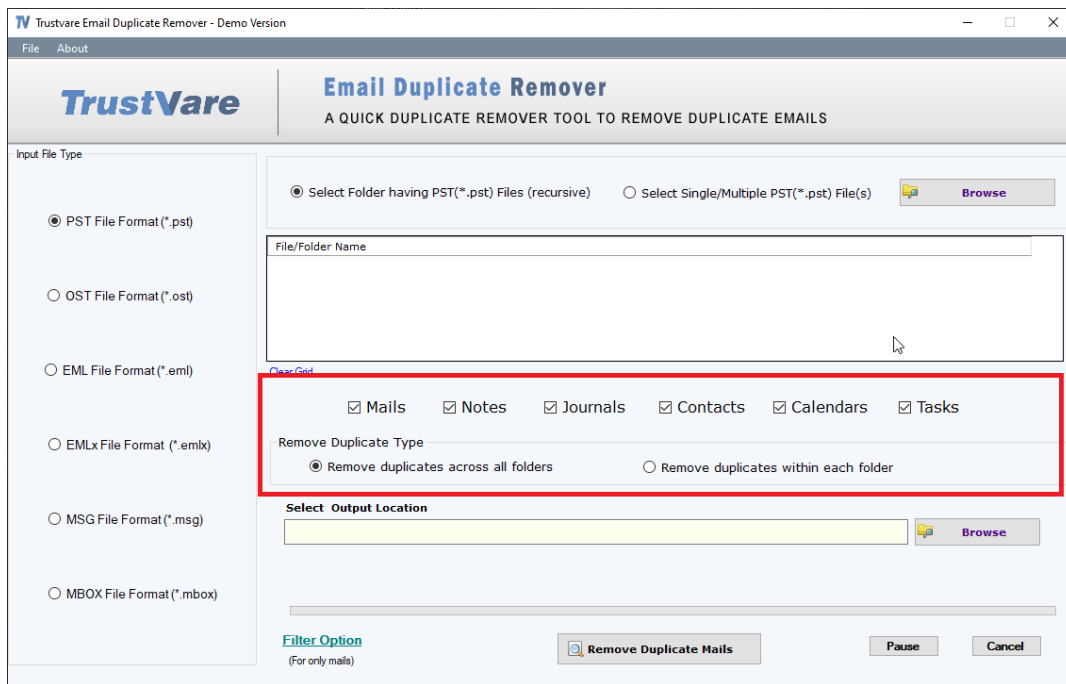 TV Trustvare Email Duplicate Remover - Demo Version
File About
TrustVare
Email Duplicate Remover
A QUICK DUPLICATE REMOVER TOOL TO REMOVE DUPLICATE EMAILS
Input File Type
PST File Format (*.pst)
OST File Format (*.ost)
EML File Format (*.eml)
EMLx File Format (*.emlx)
MSG File Format (*.msg)
MBOX File Format (*.mbox)
Select Folder having PST(*.pst) Files (recursive) Select Single/Multiple PST(*.pst) File(s) Browse
File/Folder Name
Clear Grid
Mails Notes Journals Contacts Calendars Tasks
Remove Duplicate Type
Remove duplicates across all folders Remove duplicates within each folder
Select Output Location
Browse
Filter Option
(For only mails)
Remove Duplicate Mails Pause Cancel